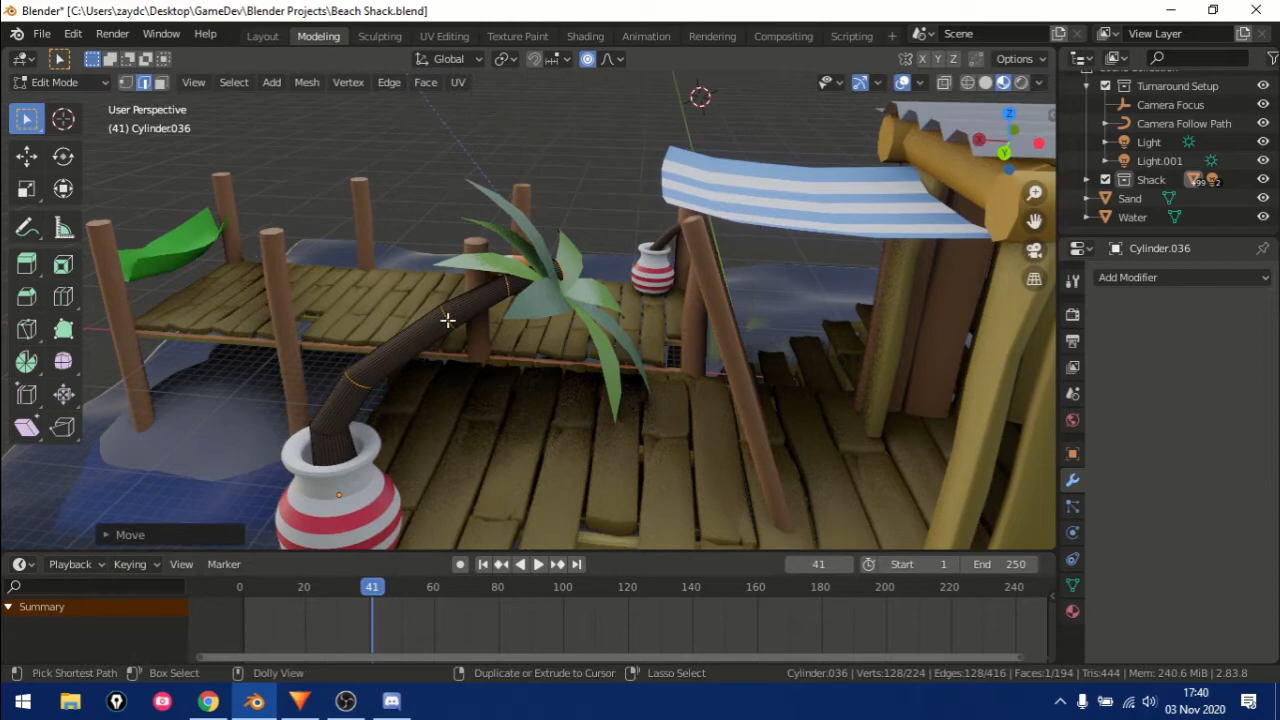 Blender* [C:\Users\zaydc\Desktop\GameDev\Blender Projects\Beach Shack.blend]
File Edit Render Window Help Layout Modeling Sculpting UV Editing Texture Paint Shading Animation Rendering Compositing Scripting Scene View Layer
Global X Y Z Options
Edit Mode View Select Add Mesh Vertex Edge Face UV
User Perspective
(41) Cylinder.036
Z
X
Y
Turnaround Setup
Camera Focus
Camera Follow Path
Light
Light.001
Shack 99 2
Sand
Water
Cylinder.036
Add Modifier
Move
Playback Keying View Marker 41 Start 1 End 250
0 20 41 60 80 100 120 140 160 180 200 220 240
Summary
Pick Shortest Path Box Select Dolly View Duplicate or Extrude to Cursor Lasso Select Cylinder.036 | Verts:128/224 | Edges:128/416 | Faces:1/194 | Tris:444 | Mem: 240.6 MiB | 2.83.8
17:40
03 Nov 2020